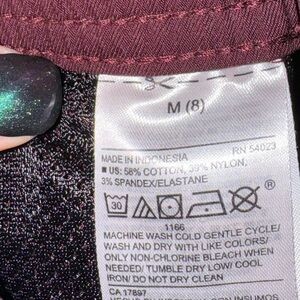 M (8)
MADE IN INDONESIA RN 54023
■ US: 58% COTTON, 39% NYLON,
3% SPANDEX/ELASTANE
30
®
1166
MACHINE WASH COLD GENTLE CYCLE/
WASH AND DRY WITH LIKE COLORS/
ONLY NON-CHLORINE BLEACH WHEN
NEEDED/ TUMBLE DRY LOW/ COOL
IRON/ DO NOT DRY CLEAN
CA 17897
INSUMOS